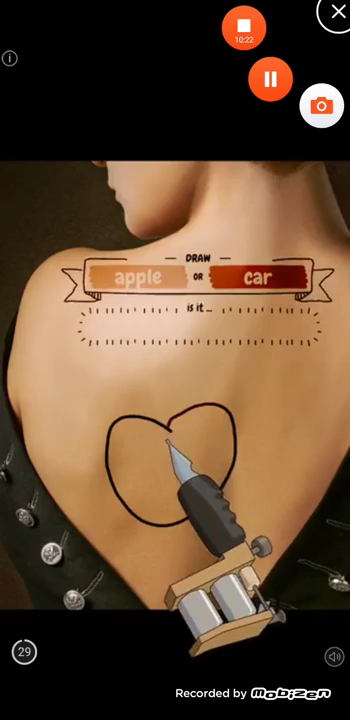 10:22
DRAW
apple OR car
is it...
29
Recorded by mobizen